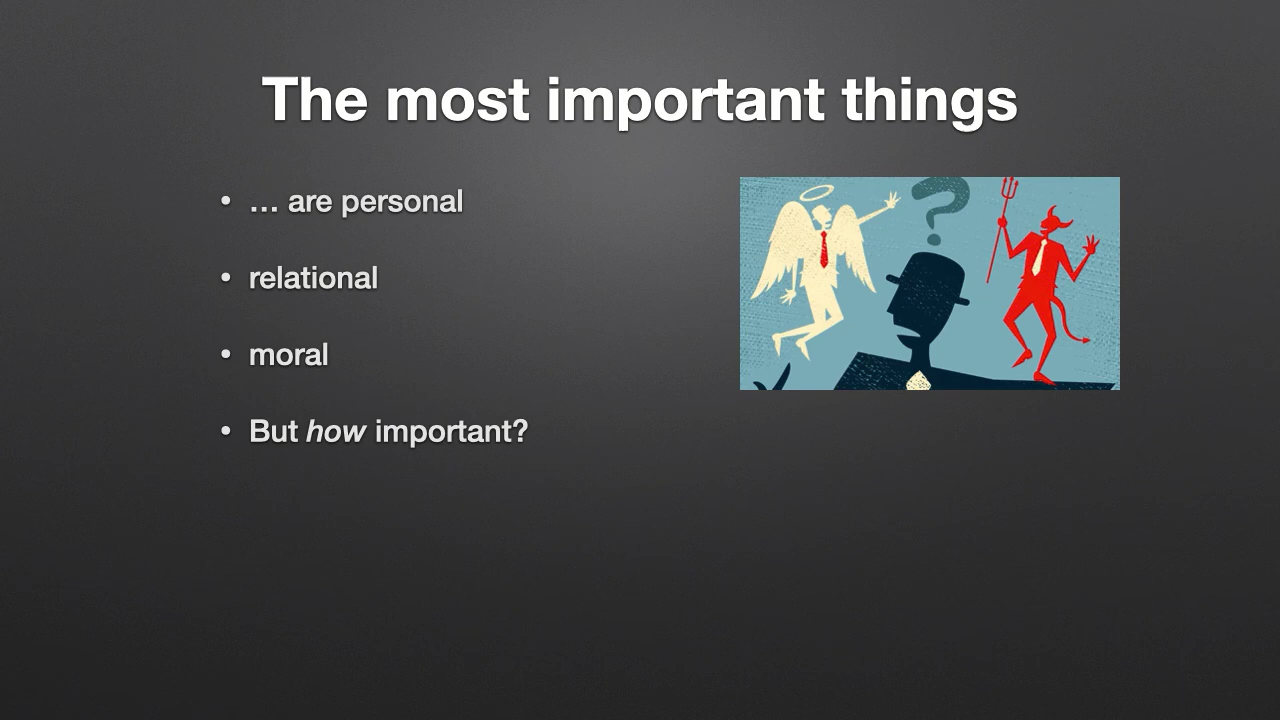 The most important things
• … are personal
• relational
• moral
• But how important?
?